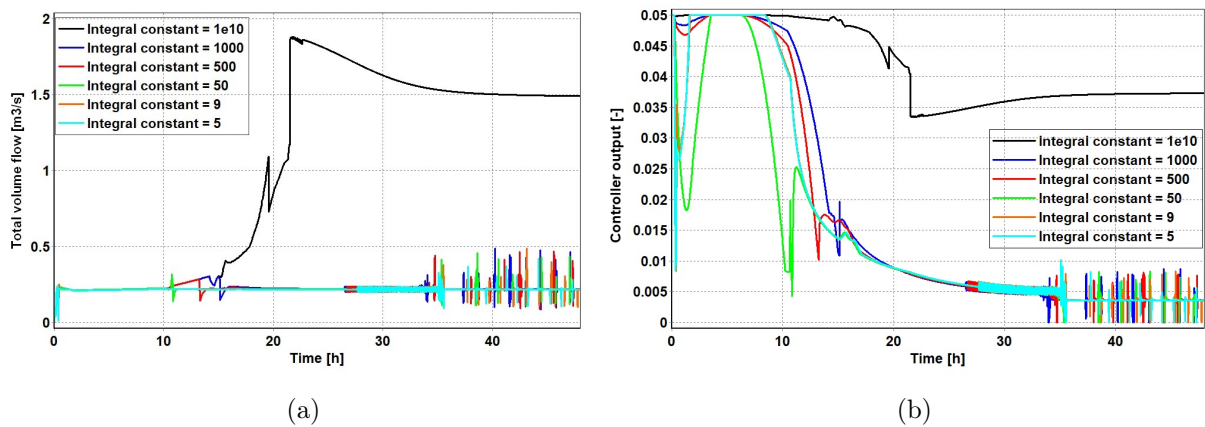 2
1.5
1
0.5
0
Total volume flow [m3/s]
Integral constant = 1e10
Integral constant = 1000
Integral constant = 500
Integral constant = 50
Integral constant = 9
Integral constant = 5
0 10 20 30 40
Time [h]
(a)
0.05
0.045
0.04
0.035
0.03
0.025
0.02
0.015
0.01
0.005
0
Controller output [-]
Integral constant = 1e10
Integral constant = 1000
Integral constant = 500
Integral constant = 50
Integral constant = 9
Integral constant = 5
0 10 20 30 40
Time [h]
(b)